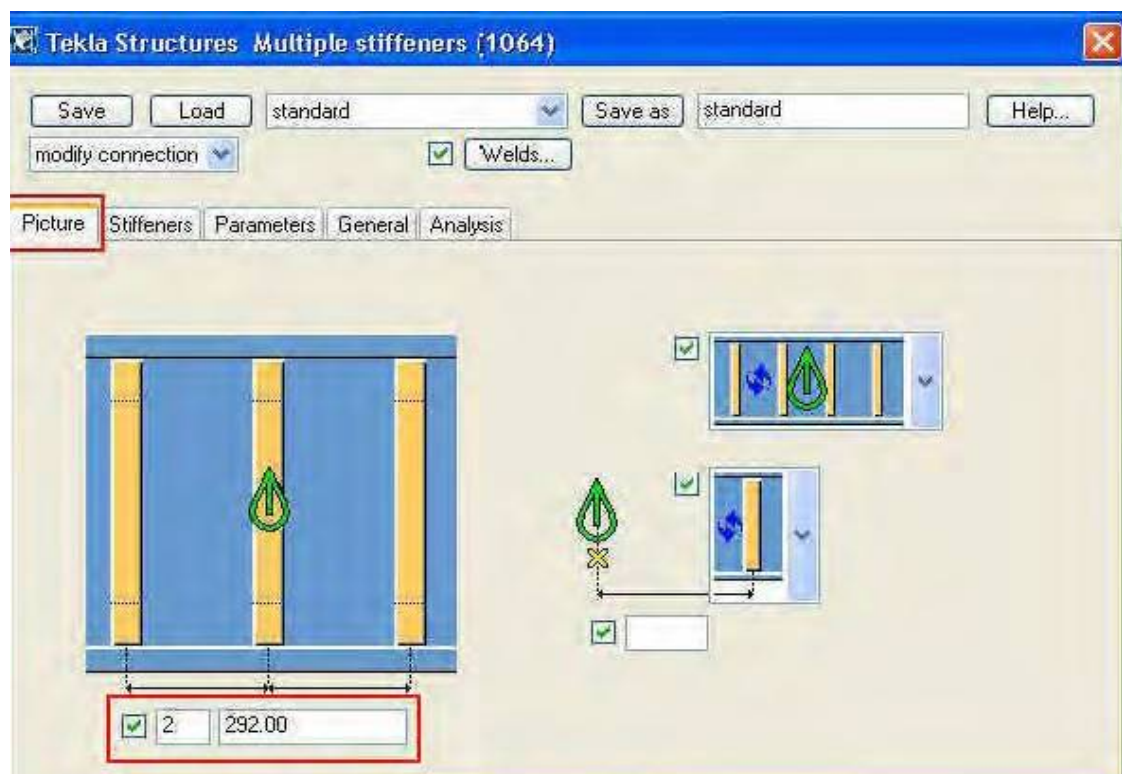 Tekla Structures Multiple stiffeners (1064)
Save Load standard Save as standard Help...
modify connection Welds...
Picture Stiffeners Parameters General Analysis
2 292.00